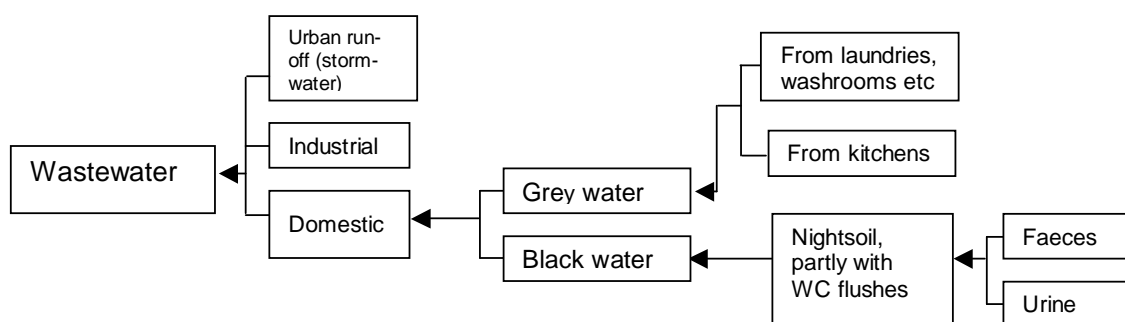 Urban run-
off (storm-
water)
From laundries,
washrooms etc
Industrial
From kitchens
Wastewater
Grey water
Domestic
Nightsoil,
partly with
WC flushes
Faeces
Black water
Urine